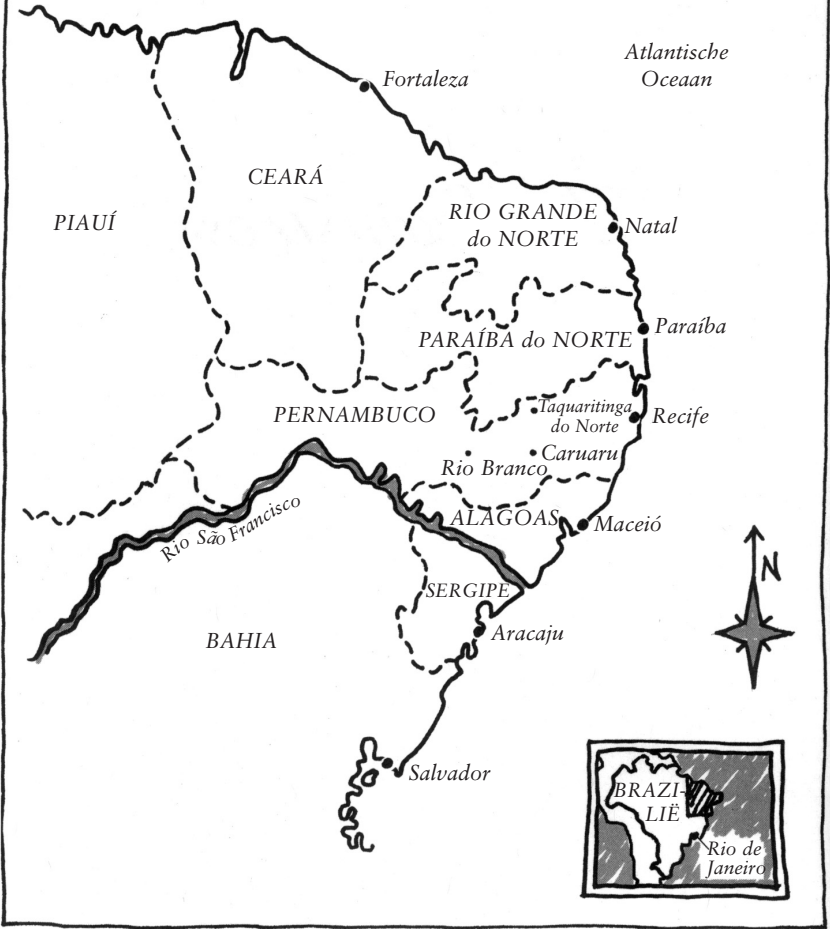 Atlantische
Oceaan
Fortaleza
CEARÁ
PIAUÍ
RIO GRANDE
do NORTE
Natal
PARAÍBA do NORTE
Paraíba
PERNAMBUCO
Taquaritinga
do Norte
Recife
Rio Branco
Caruaru
Rio São Francisco
ALAGOAS
Maceió
SERGIPE
N
BAHIA
Aracaju
Salvador
BRAZI-
LIË
Rio de
Janeiro